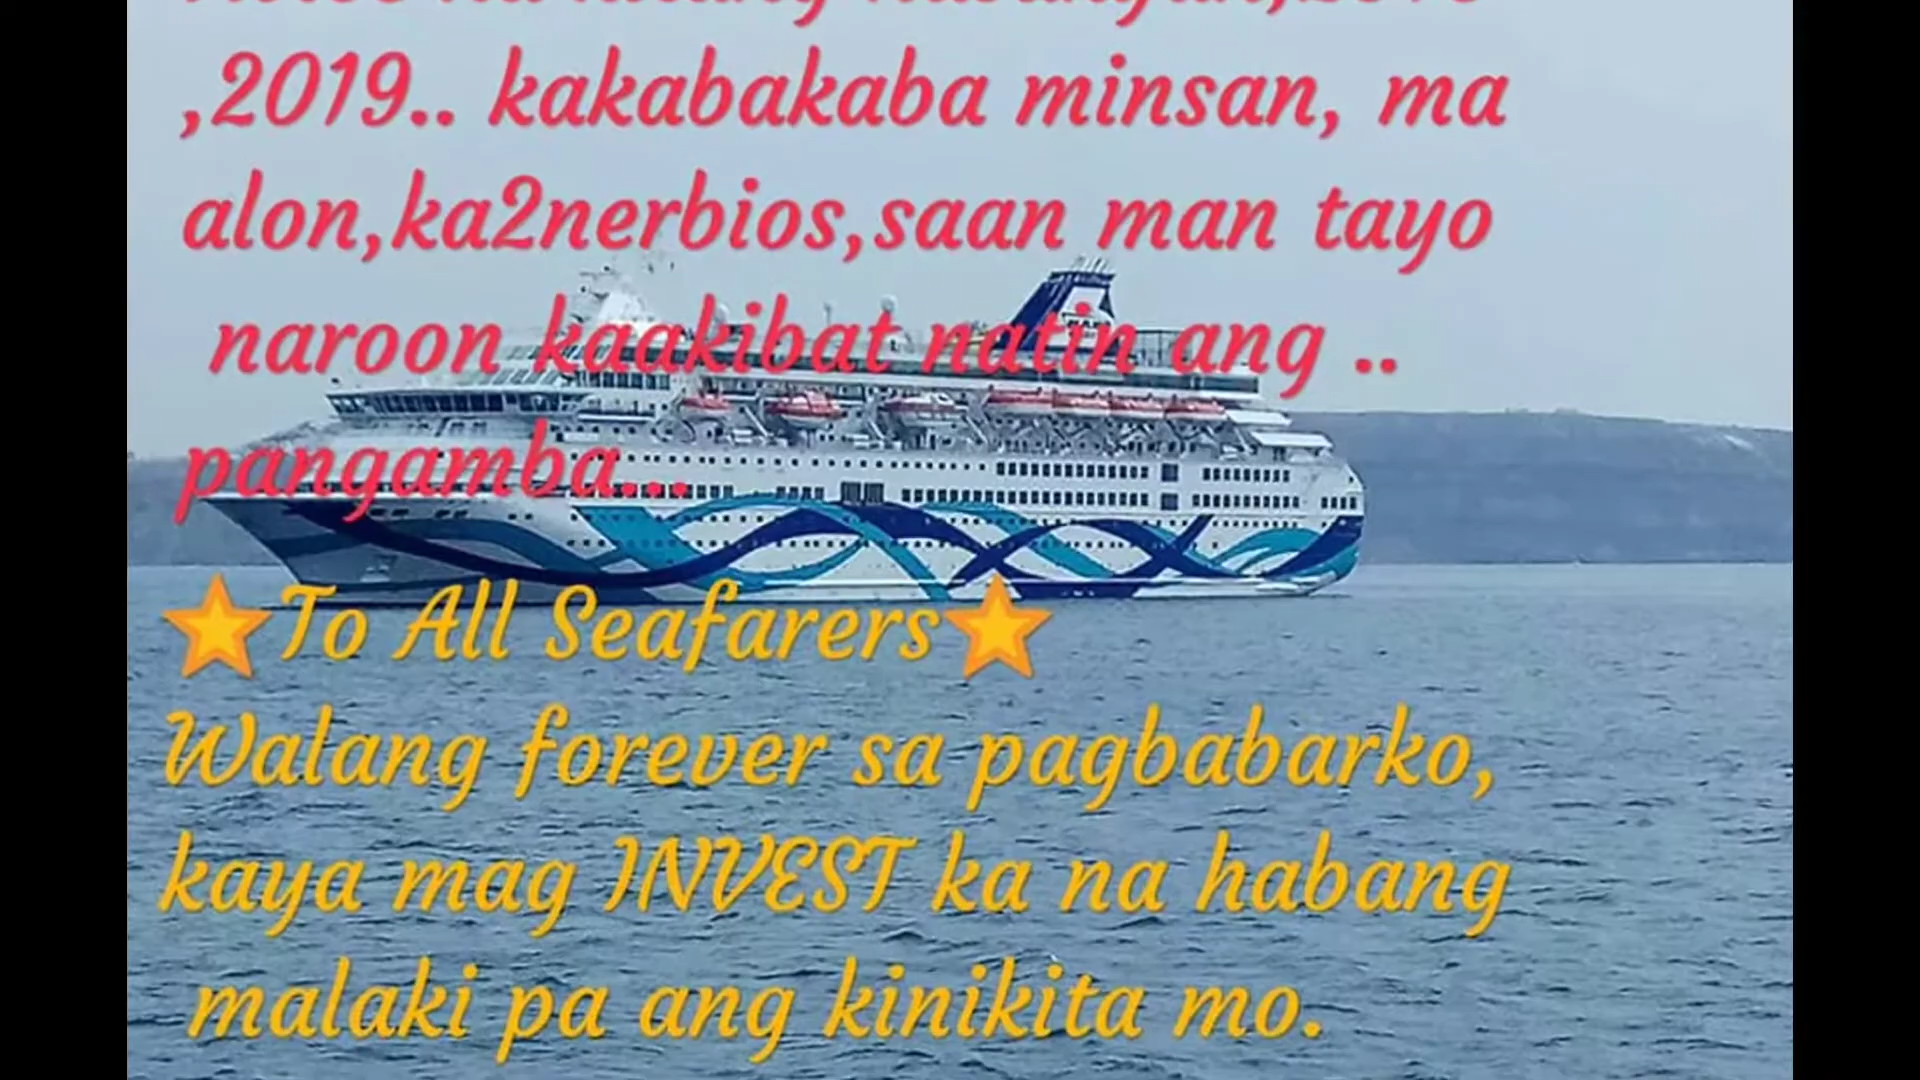 ,2019.. kakabakaba minsan, ma
alon,ka2nerbios,saan man tayo
naroon kaakibat natin ang ..
pangamba...
⭐To All Seafarers⭐
Walang forever sa pagbabarko,
kaya mag INVEST ka na habang
malaki pa ang kinikita mo.